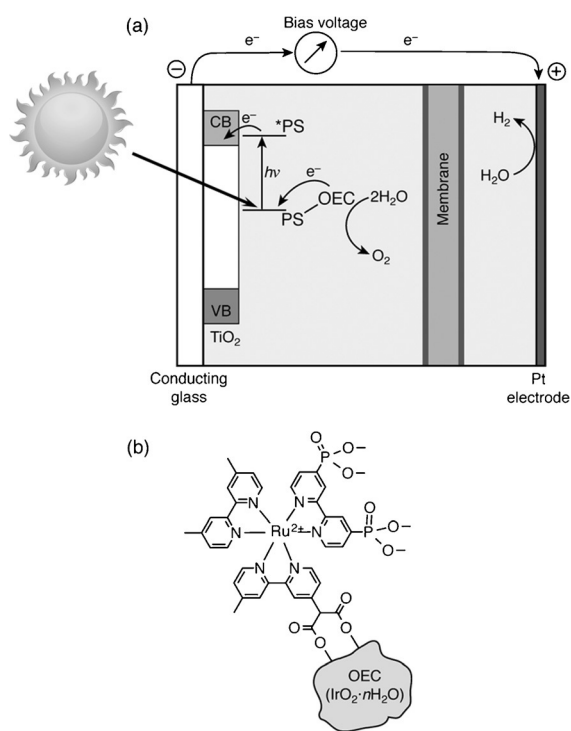 (a)
Bias voltage
e⁻
e⁻
⊖
⊕
CB
e⁻
*PS
H₂
hν
e⁻
H₂O
OEC
2H₂O
PS
Membrane
O₂
VB
TiO₂
Conducting
glass
Pt
electrode
(b)
O
P
O−
O−
N
N
O
N
Ru²⁺
N
P
O−
O−
N
N
O
O
O
O
OEC
(IrO₂·nH₂O)